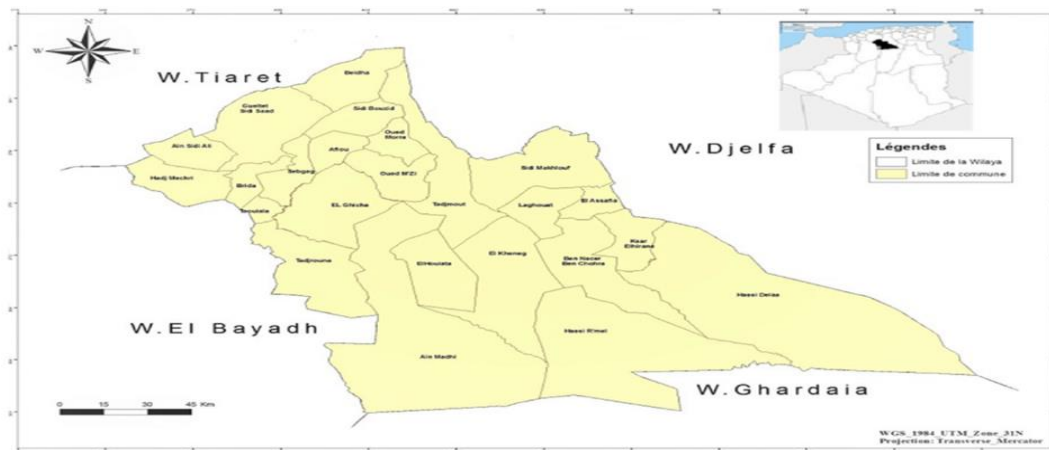 N
W
E
S
W.Tiaret
Beidha
Gueltat
Sidi Saad
Sidi Bouzid
Oued
Morra
Aflou
Ain Sidi Ali
Hadj Mechri
Brida
Sebgag
Oued M'Zi
Taouiala
EL Ghicha
Tadjmout
Sidi Makhlouf
Laghouat
El Assafia
Ksar
Elhirane
Tadjrouna
ElHouiata
El Kheneg
Ben Nacer
Ben Chohra
Hassi Delaa
Hassi R'mel
Ain Madhi
W.Djelfa
W.El Bayadh
W.Ghardaia
Légendes
Limite de la Wilaya
Limite de commune
0 15 30 45 Km
WGS_1984_UTM_Zone_31N
Projection: Transverse_Mercator